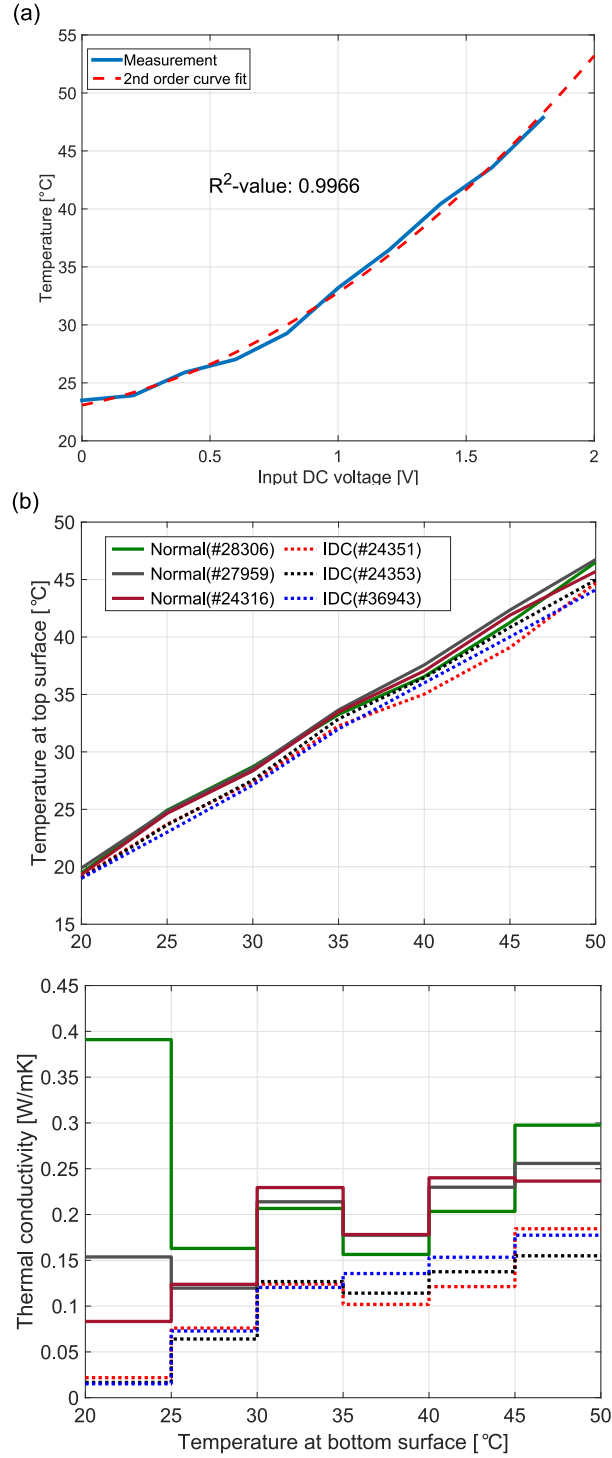 (a)
55
50
45
40
35
30
25
20
Temperature [°C]
Measurement
2nd order curve fit
R²-value: 0.9966
0 0.5 1 1.5 2
Input DC voltage [V]
(b)
50
45
40
35
30
25
20
15
Temperature at top surface [°C]
Normal(#28306) IDC(#24351)
Normal(#27959) IDC(#24353)
Normal(#24316) IDC(#36943)
20 25 30 35 40 45 50
0.45
0.4
0.35
0.3
0.25
0.2
0.15
0.1
0.05
0
Thermal conductivity [W/mK]
20 25 30 35 40 45 50
Temperature at bottom surface [°C]